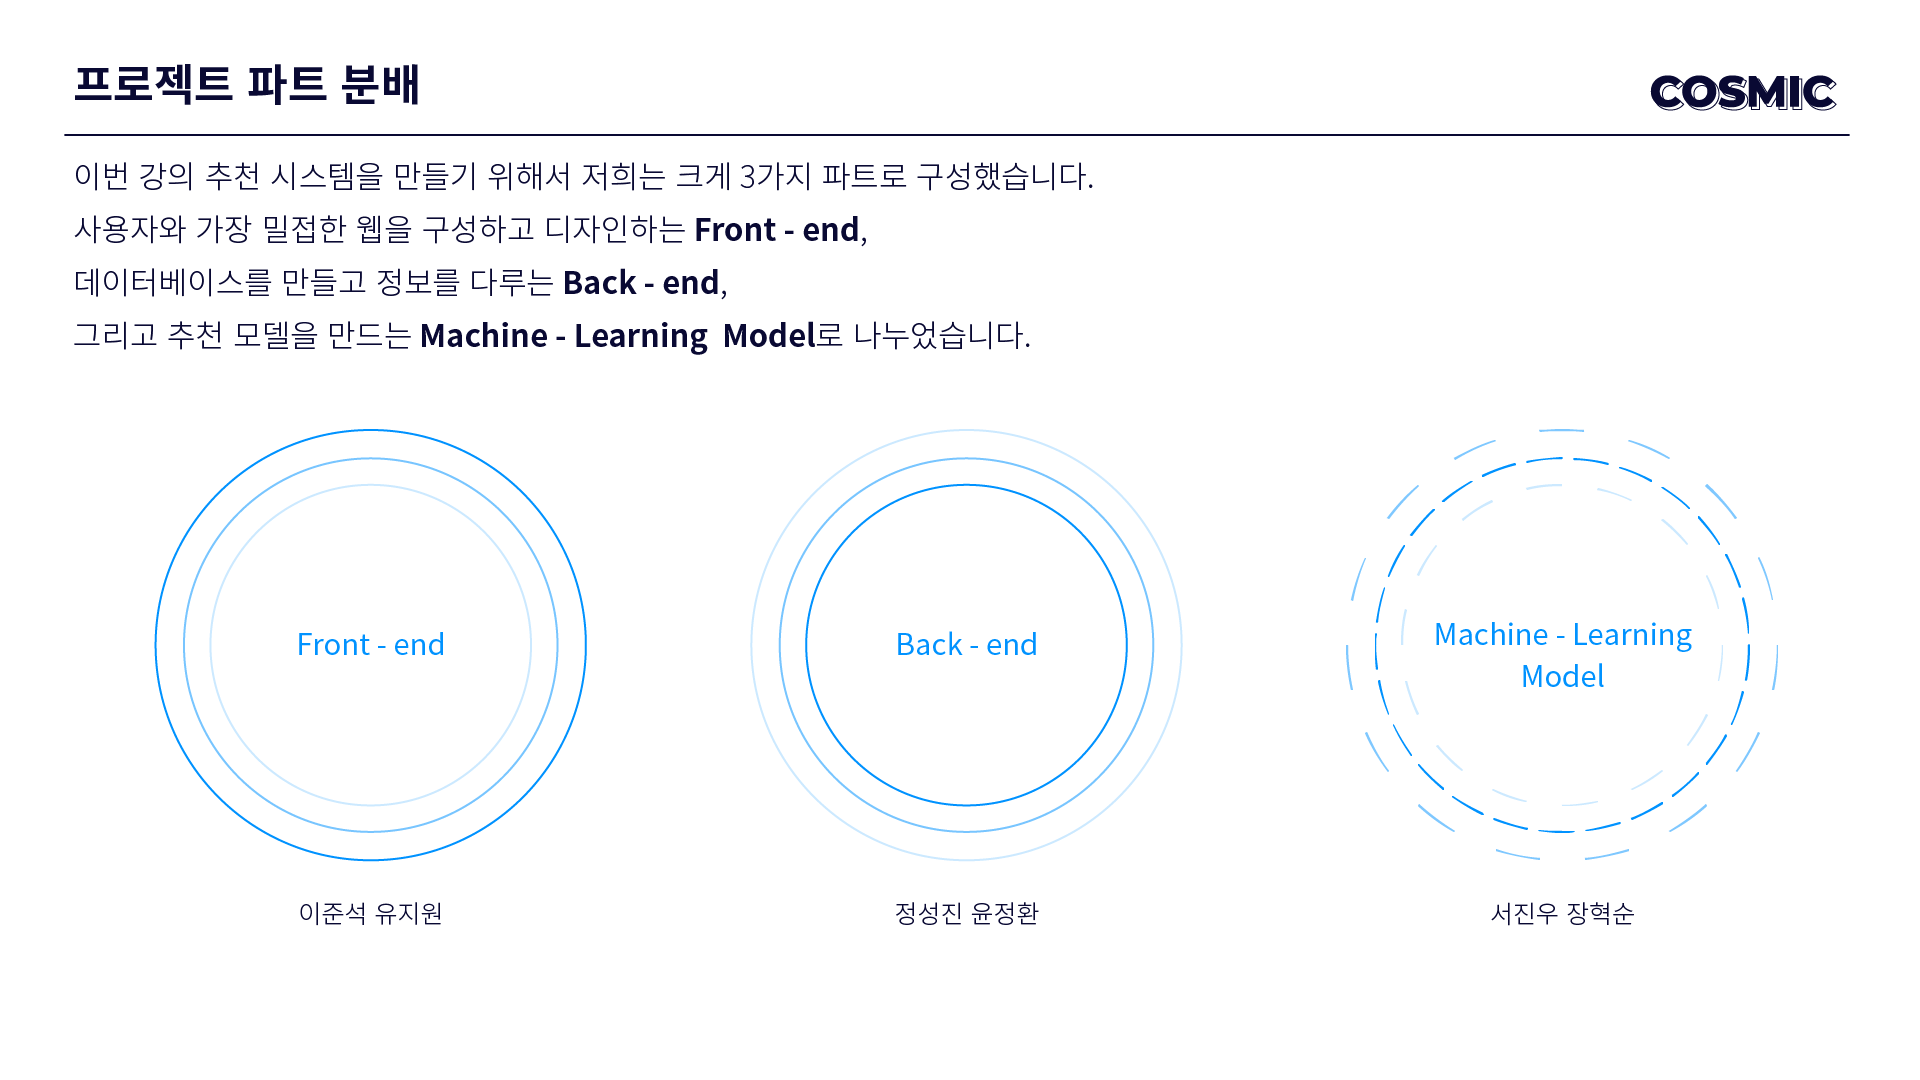 프로젝트 파트 분배
COSMIC
이번 강의 추천 시스템을 만들기 위해서 저희는 크게 3가지 파트로 구성했습니다.
사용자와 가장 밀접한 웹을 구성하고 디자인하는 Front - end,
데이터베이스를 만들고 정보를 다루는 Back - end,
그리고 추천 모델을 만드는 Machine - Learning  Model로 나누었습니다.
Front - end
Back - end
Machine - Learning
Model
이준석 유지원
정성진 윤정환
서진우 장혁순